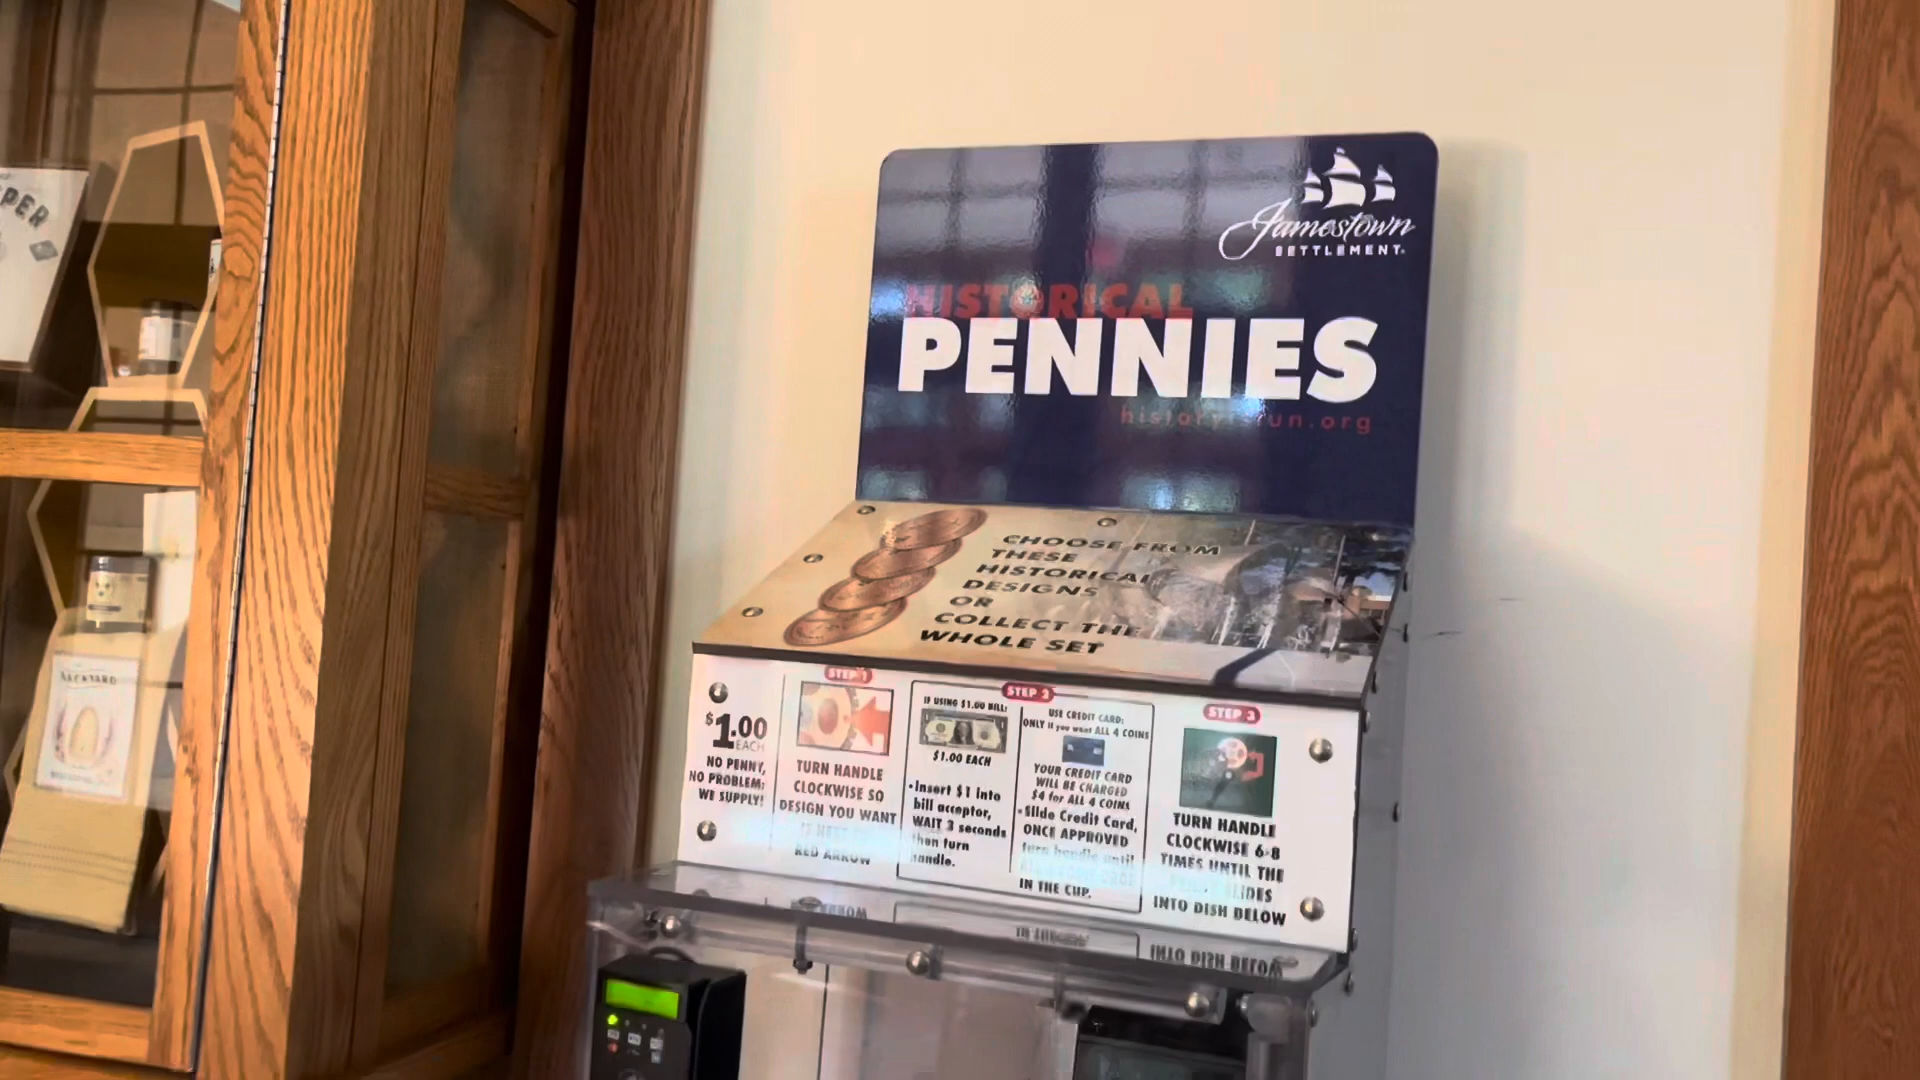 PER
Jamestown
SETTLEMENT
HISTORICAL
PENNIES
CHOOSE FROM
THESE
HISTORICAL
DESIGNS
OR
COLLECT THE
WHOLE SET
$1.00
EACH
NO PENNY,
NO PROBLEM:
WE SUPPLY!
STEP 1
TURN HANDLE
CLOCKWISE SO
DESIGN YOU WANT
RED ARROW
STEP 2
IF USING $1.00 BILL:
$1.00 EACH
•Insert $1 into
bill acceptor,
WAIT 3 seconds
then turn
handle.
USE CREDIT CARD:
ONLY if you want ALL 4 COINS
YOUR CREDIT CARD
WILL BE CHARGED
$4 for ALL 4 COINS
•Slide Credit Card,
ONCE APPROVED
turn handle until
IN THE CUP.
STEP 3
TURN HANDLE
CLOCKWISE 6-8
TIMES UNTIL THE
SLIDES
INTO DISH BELOW
BACKYARD